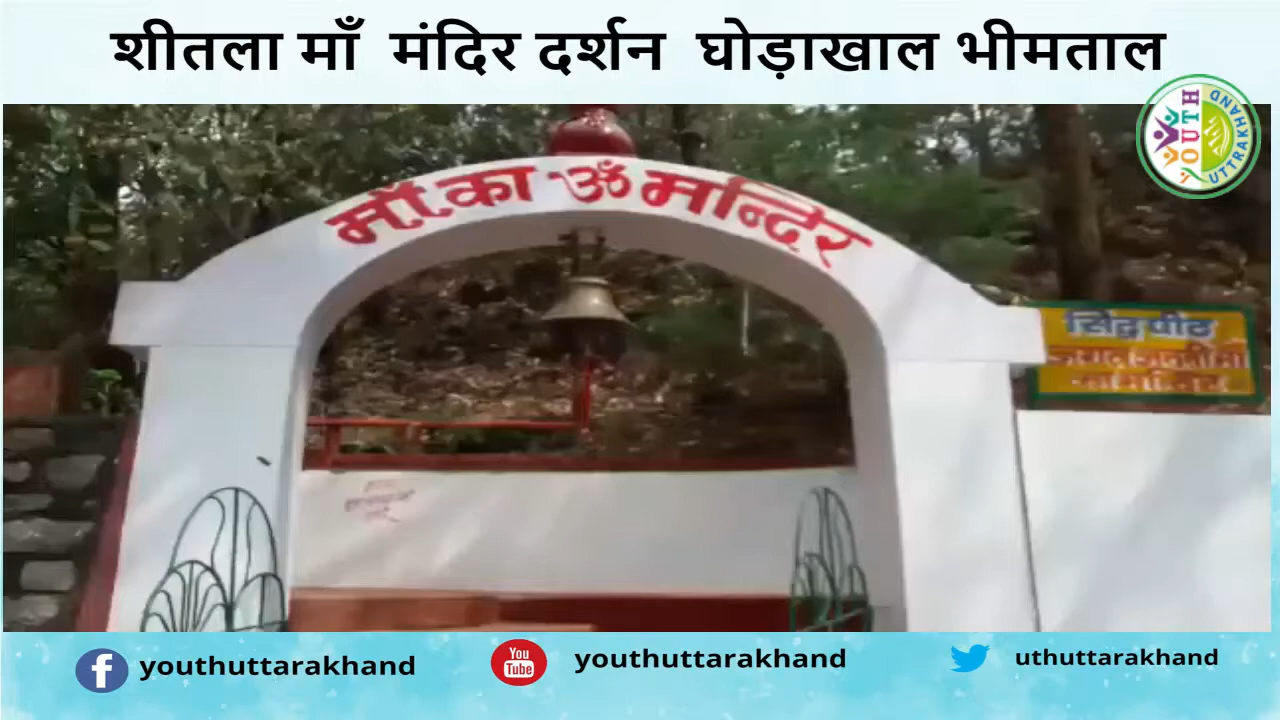 शीतला माँ मंदिर दर्शन घोड़ाखाल भीमताल
YOUTH UTTRAKHAND
माँ का ॐ मन्दिर
सिद्ध पीठ
youthuttarakhand
You Tube youthuttarakhand
uthuttarakhand